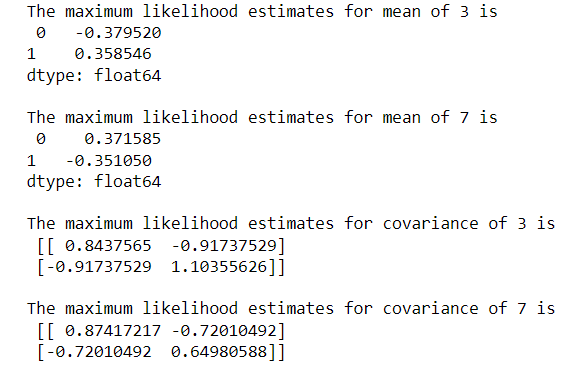 The maximum likelihood estimates for mean of 3 is
0   -0.379520
1    0.358546
dtype: float64
The maximum likelihood estimates for mean of 7 is
0    0.371585
1   -0.351050
dtype: float64
The maximum likelihood estimates for covariance of 3 is
[[ 0.8437565  -0.91737529]
[-0.91737529  1.10355626]]
The maximum likelihood estimates for covariance of 7 is
[[ 0.87417217 -0.72010492]
[-0.72010492  0.64980588]]